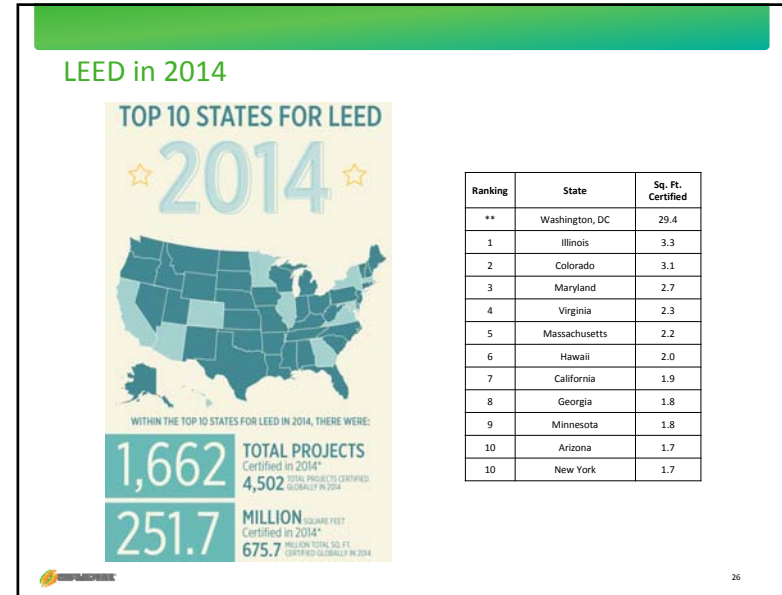 LEED in 2014
TOP 10 STATES FOR LEED
2014
WITHIN THE TOP 10 STATES FOR LEED IN 2014, THERE WERE:
1,662 TOTAL PROJECTS
Certified in 2014*
4,502 TOTAL PROJECTS CERTIFIED
GLOBALLY IN 2014
251.7 MILLION SQUARE FEET
Certified in 2014*
675.7 MILLION TOTAL SQ. FT.
CERTIFIED GLOBALLY IN 2014
Ranking State Sq. Ft.
Certified
** Washington, DC 29.4
1 Illinois 3.3
2 Colorado 3.1
3 Maryland 2.7
4 Virginia 2.3
5 Massachusetts 2.2
6 Hawaii 2.0
7 California 1.9
8 Georgia 1.8
9 Minnesota 1.8
10 Arizona 1.7
10 New York 1.7
26